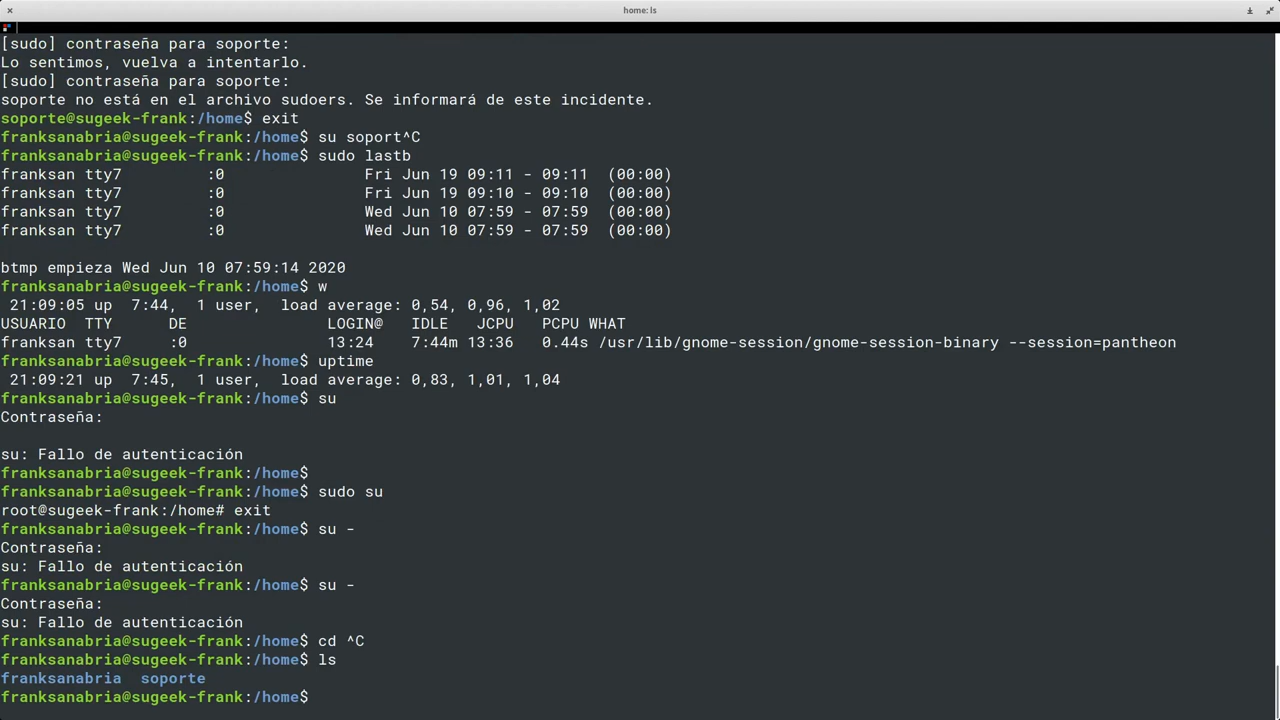 home: ls
[sudo] contraseña para soporte:
Lo sentimos, vuelva a intentarlo.
[sudo] contraseña para soporte:
soporte no está en el archivo sudoers. Se informará de este incidente.
soporte@sugeek-frank:/home$ exit
franksanabria@sugeek-frank:/home$ su soport^C
franksanabria@sugeek-frank:/home$ sudo lastb
franksan tty7         :0               Fri Jun 19 09:11 - 09:11  (00:00)
franksan tty7         :0               Fri Jun 19 09:10 - 09:10  (00:00)
franksan tty7         :0               Wed Jun 10 07:59 - 07:59  (00:00)
franksan tty7         :0               Wed Jun 10 07:59 - 07:59  (00:00)
btmp empieza Wed Jun 10 07:59:14 2020
franksanabria@sugeek-frank:/home$ w
 21:09:05 up  7:44,  1 user,  load average: 0,54, 0,96, 1,02
USUARIO  TTY      DE               LOGIN@   IDLE   JCPU   PCPU WHAT
franksan tty7     :0               13:24    7:44m 13:36   0.44s /usr/lib/gnome-session/gnome-session-binary --session=pantheon
franksanabria@sugeek-frank:/home$ uptime
 21:09:21 up  7:45,  1 user,  load average: 0,83, 1,01, 1,04
franksanabria@sugeek-frank:/home$ su
Contraseña:
su: Fallo de autenticación
franksanabria@sugeek-frank:/home$
franksanabria@sugeek-frank:/home$ sudo su
root@sugeek-frank:/home# exit
franksanabria@sugeek-frank:/home$ su -
Contraseña:
su: Fallo de autenticación
franksanabria@sugeek-frank:/home$ su -
Contraseña:
su: Fallo de autenticación
franksanabria@sugeek-frank:/home$ cd ^C
franksanabria@sugeek-frank:/home$ ls
franksanabria  soporte
franksanabria@sugeek-frank:/home$